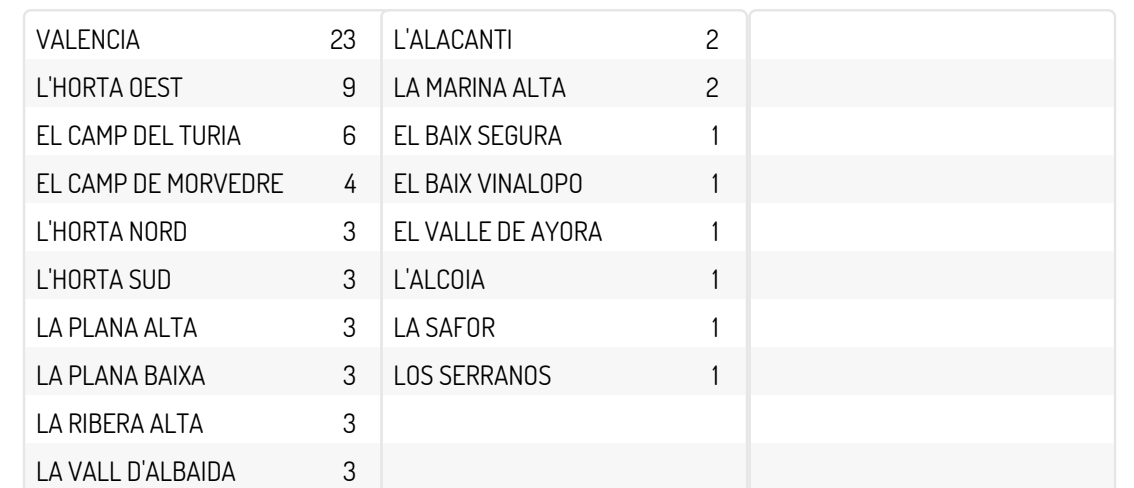 VALENCIA 23
L'HORTA OEST 9
EL CAMP DEL TURIA 6
EL CAMP DE MORVEDRE 4
L'HORTA NORD 3
L'HORTA SUD 3
LA PLANA ALTA 3
LA PLANA BAIXA 3
LA RIBERA ALTA 3
LA VALL D'ALBAIDA 3
L'ALACANTI 2
LA MARINA ALTA 2
EL BAIX SEGURA 1
EL BAIX VINALOPO 1
EL VALLE DE AYORA 1
L'ALCOIA 1
LA SAFOR 1
LOS SERRANOS 1